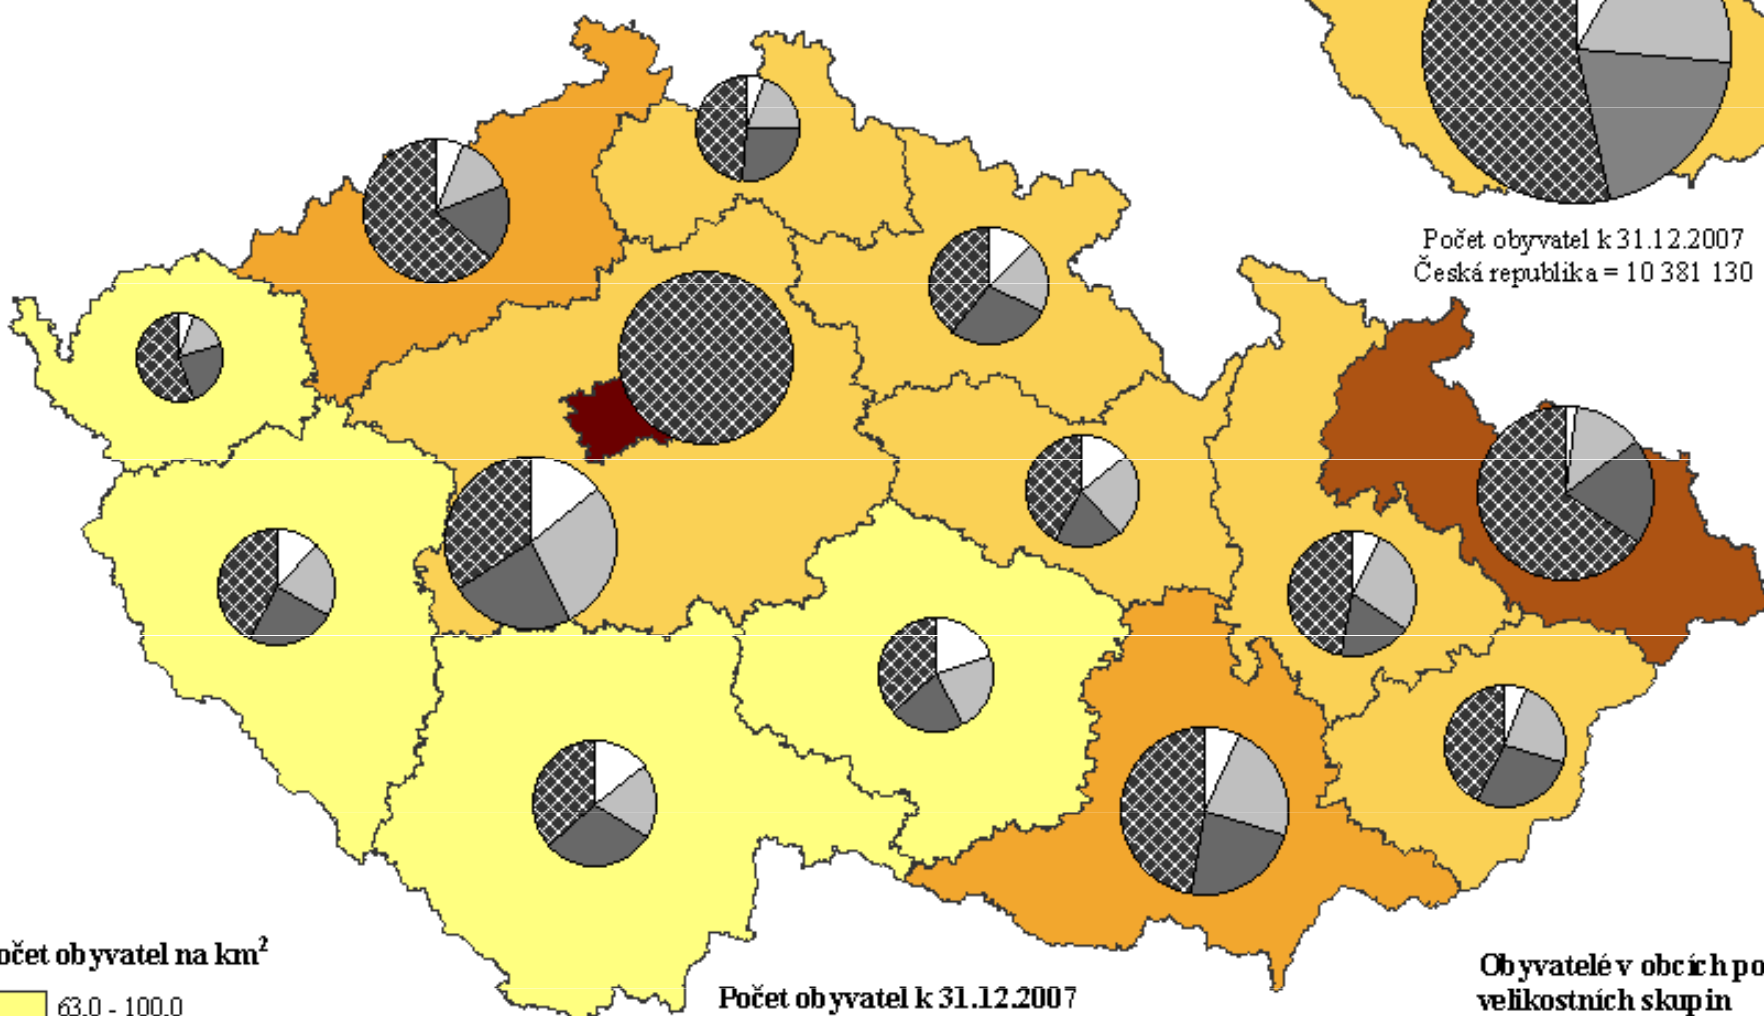 Počet obyvatel k 31.12.2007
Česká republika = 10 381 130
očet obyvatel na km²
63,0 - 100,0
Počet obyvatel k 31.12.2007
Obyvatelé v obcích po
velikostních skupin